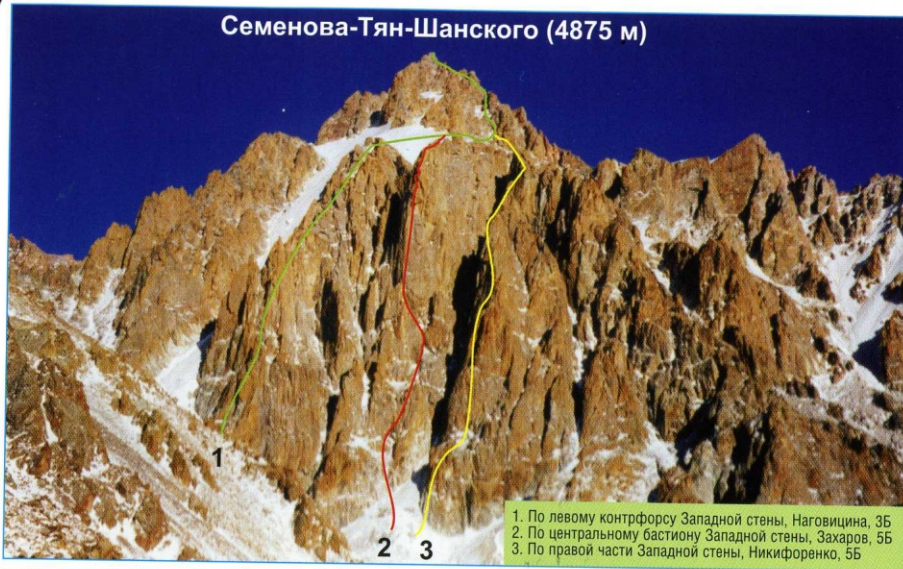 Семенова-Тян-Шанского (4875 м)
1
2
3
1. По левому контрфорсу Западной стены, Наговицина, 3Б
2. По центральному бастиону Западной стены, Захаров, 5Б
3. По правой части Западной стены, Никифоренко, 5Б